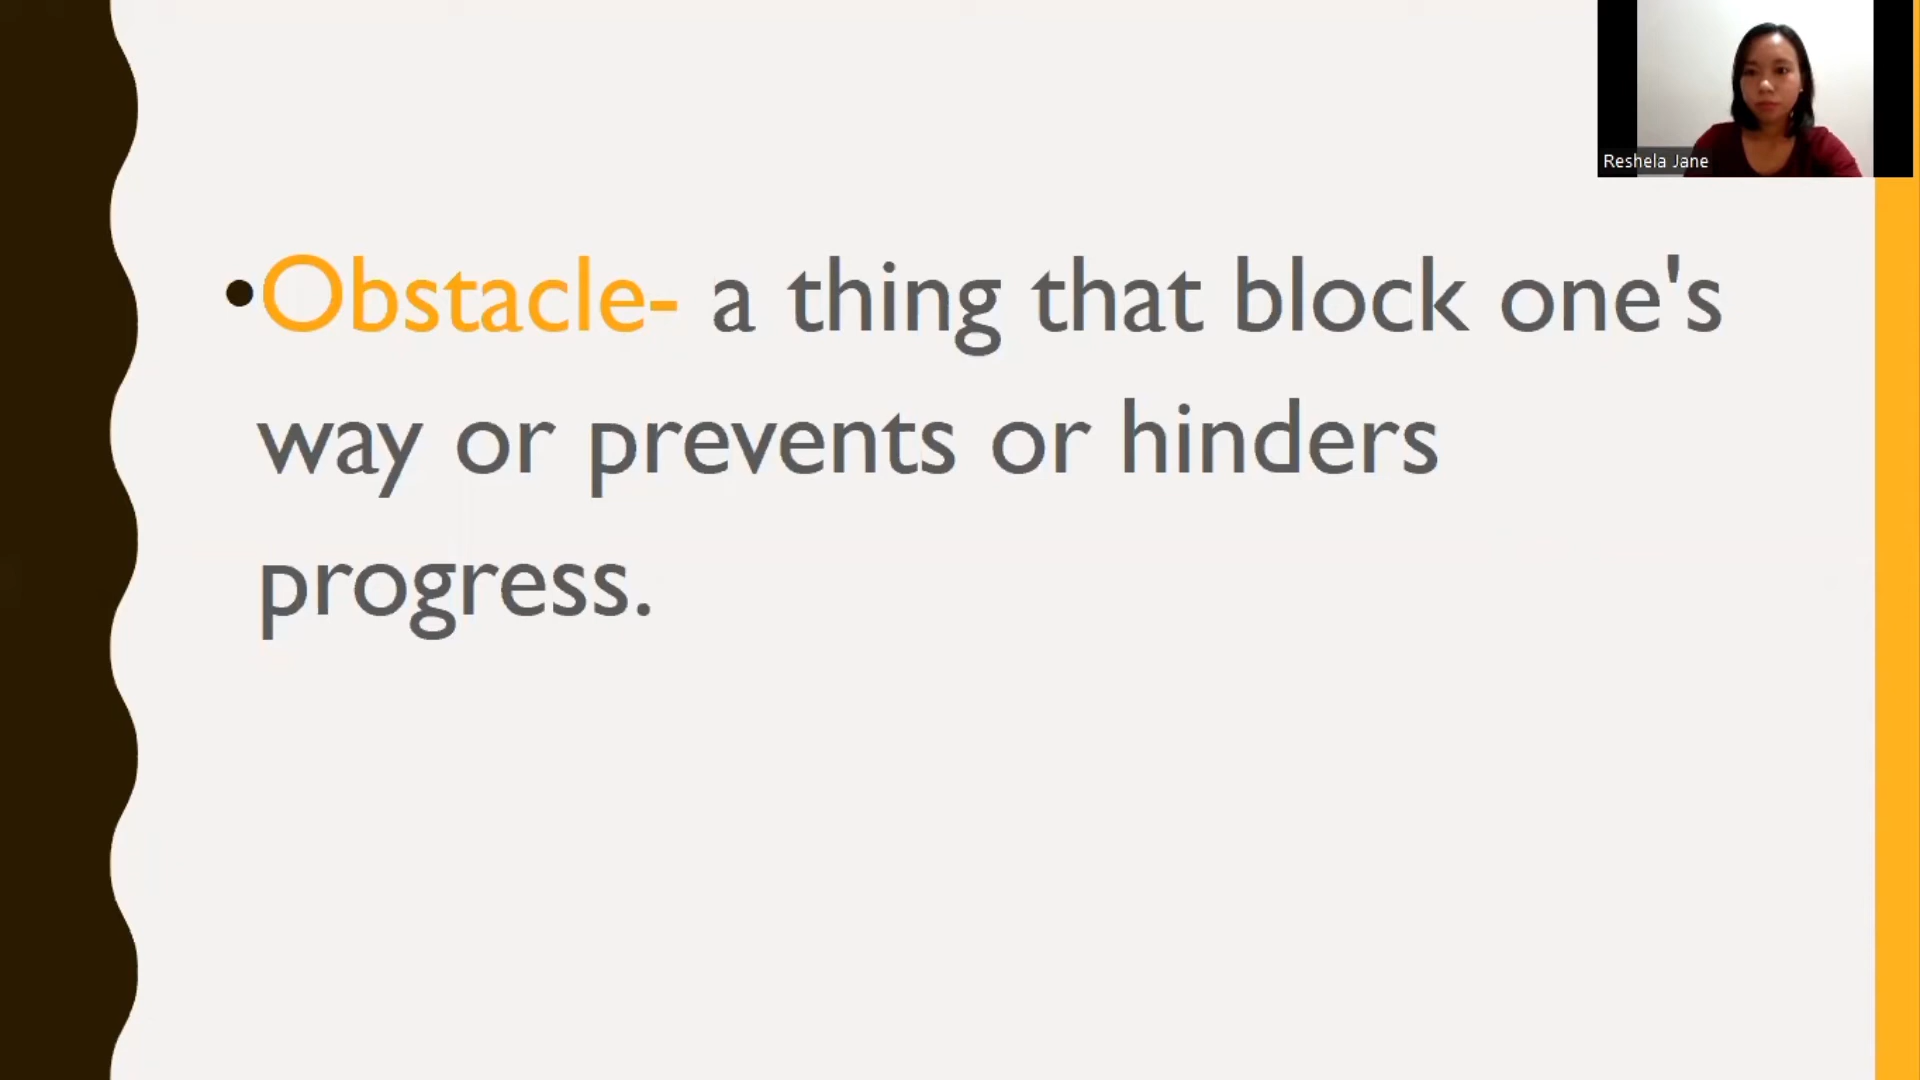 Reshela Jane
•Obstacle- a thing that block one's
way or prevents or hinders
progress.